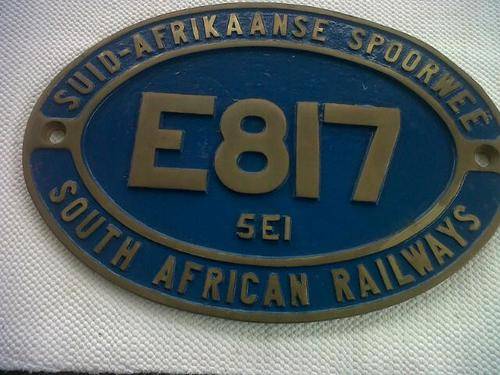 SUID-AFRIKAANSE SPOORWEË
E817
5E1
SOUTH AFRICAN RAILWAYS